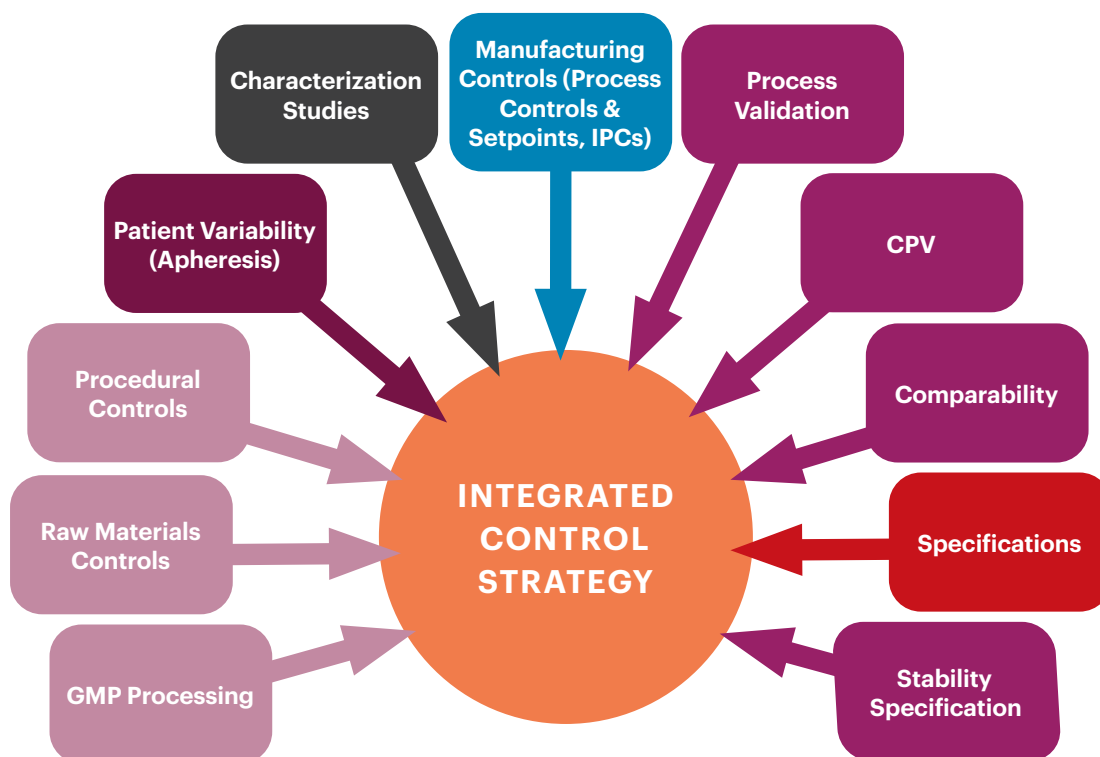 Characterization
Studies
Manufacturing
Controls (Process
Controls &
Setpoints, IPCs)
Process
Validation
Patient Variability
(Apheresis)
CPV
Procedural
Controls
Comparability
Raw Materials
Controls
INTEGRATED
CONTROL
STRATEGY
Specifications
GMP Processing
Stability
Specification